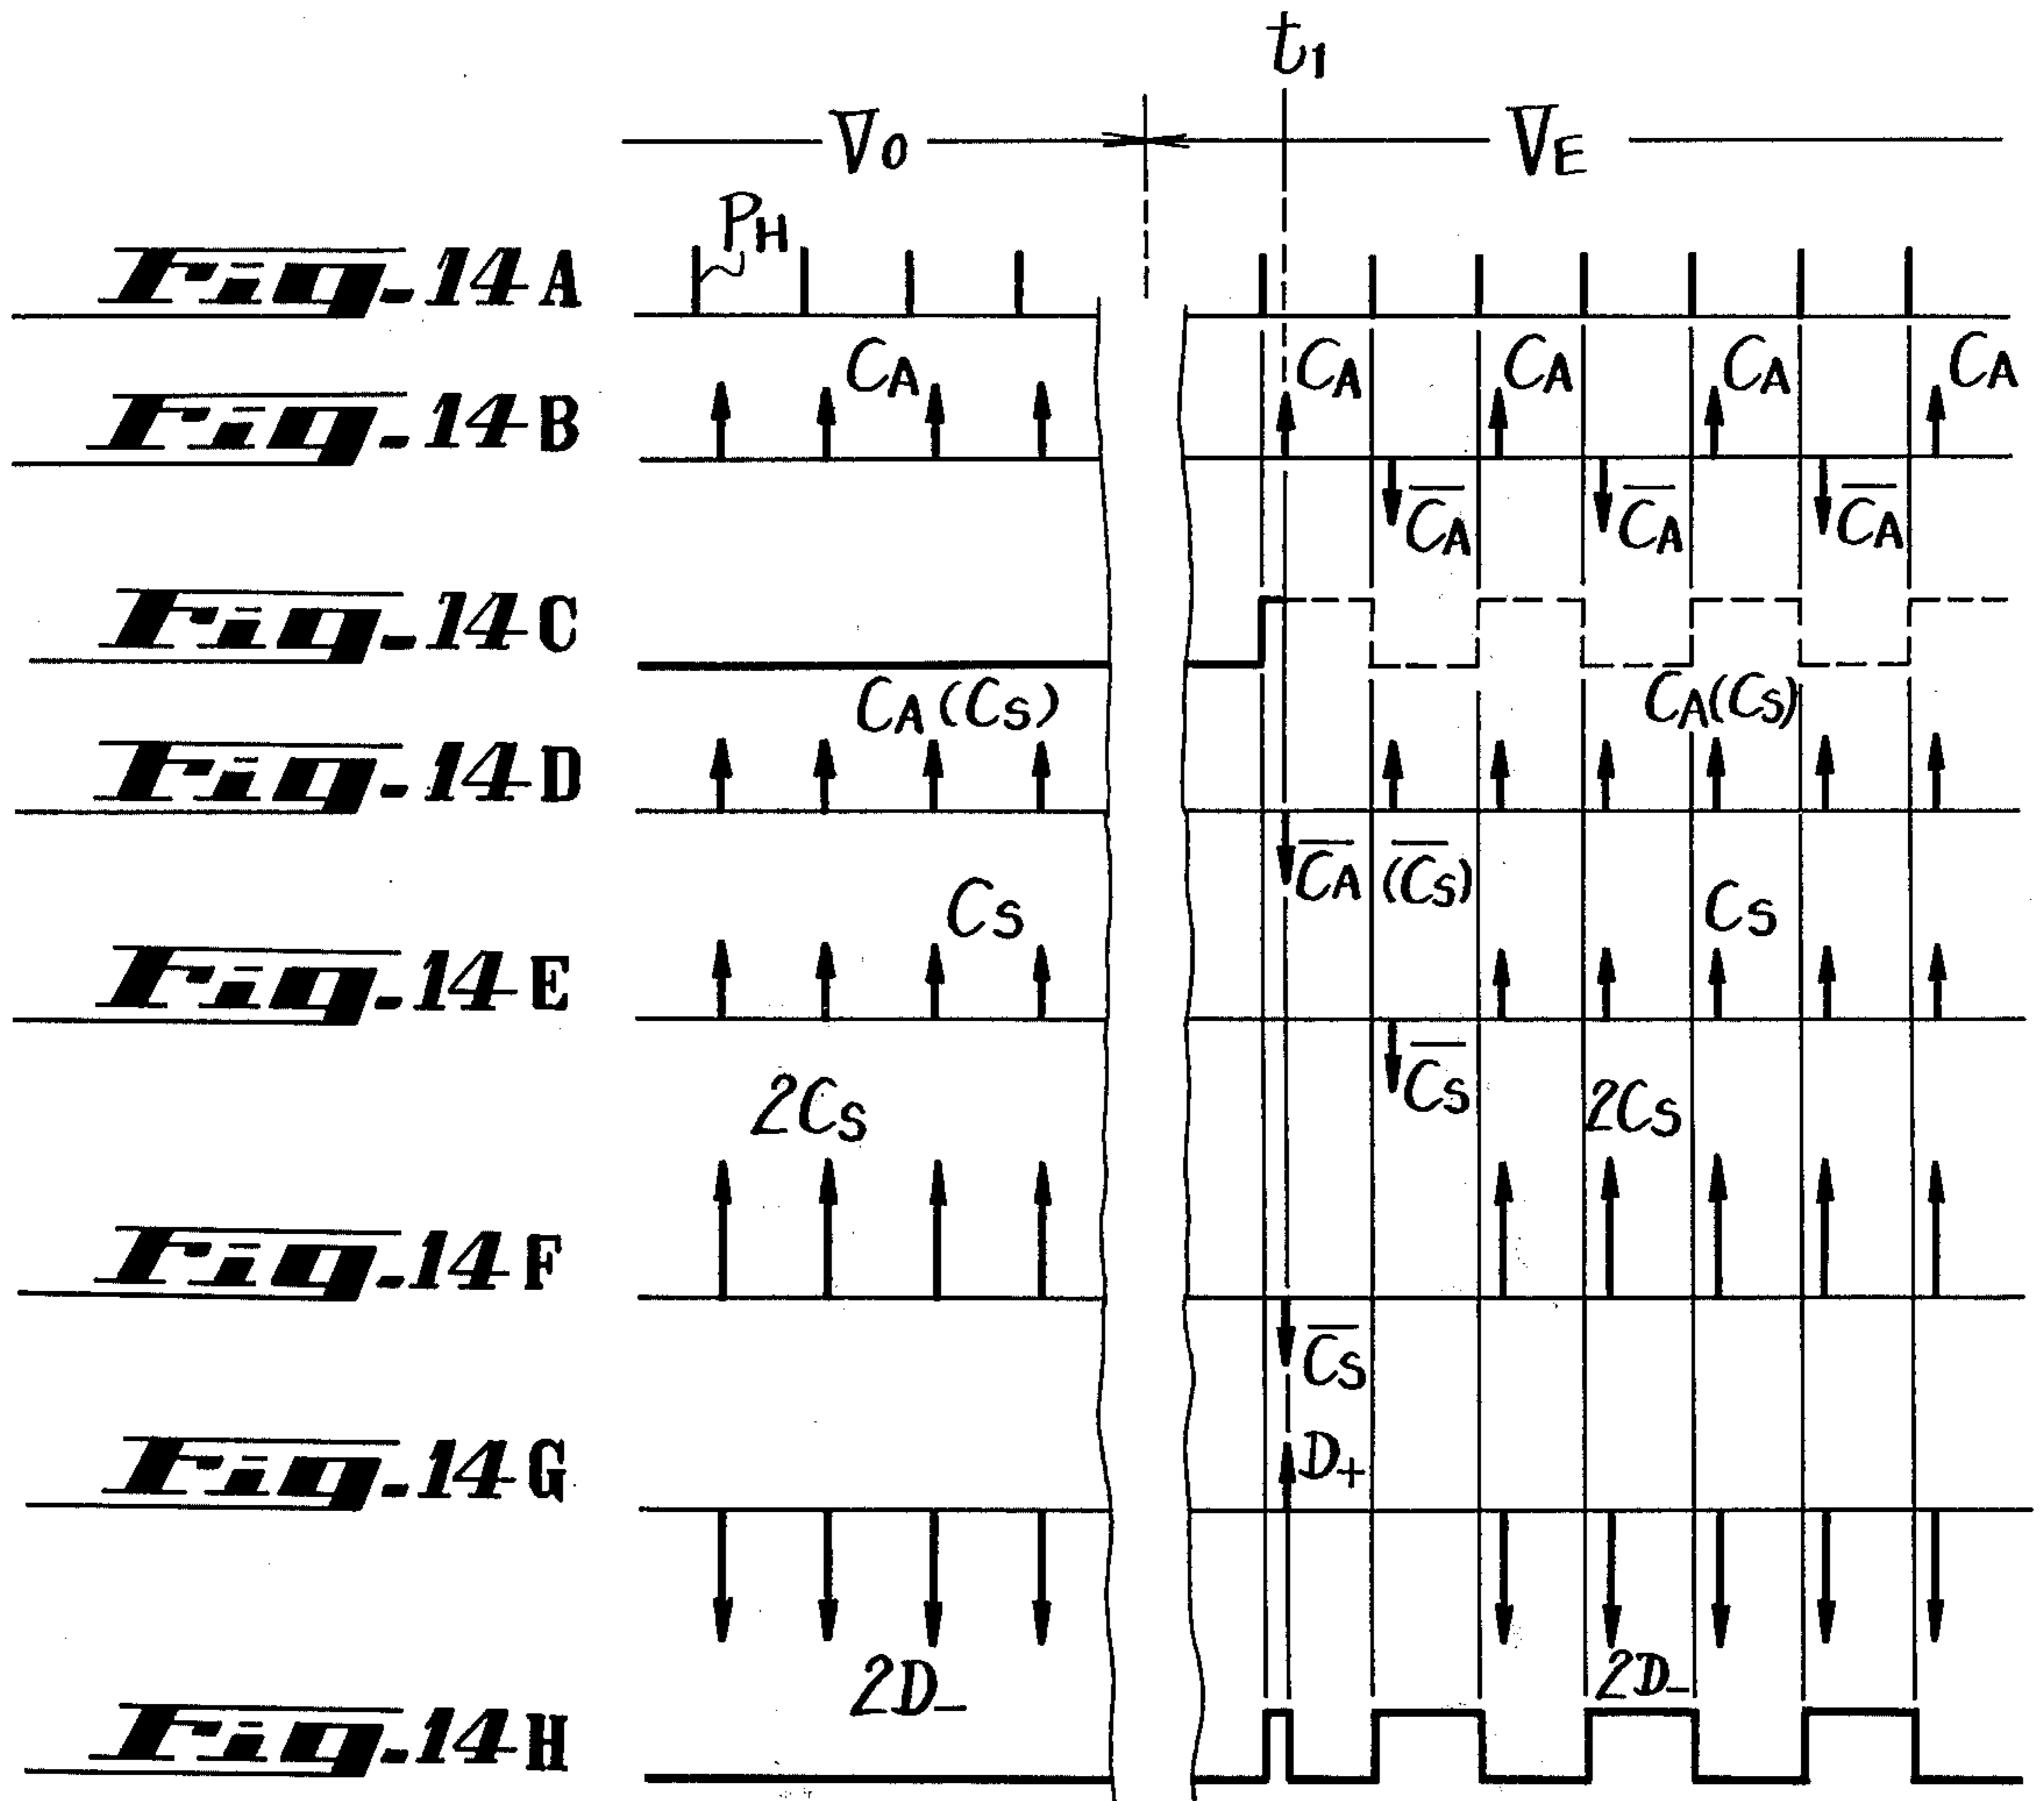 t1
VO VE
PH
Fig. 14A
CA CA CA CA CA
Fig. 14B
C̅A̅ C̅A̅ C̅A̅
Fig. 14C
CA(CS) CA(CS)
Fig. 14D
C̅A̅ (C̅S̅)
CS CS
Fig. 14E
C̅S̅
2CS 2CS
Fig. 14F
C̅S̅
D+
Fig. 14G
2D- 2D-
Fig. 14H